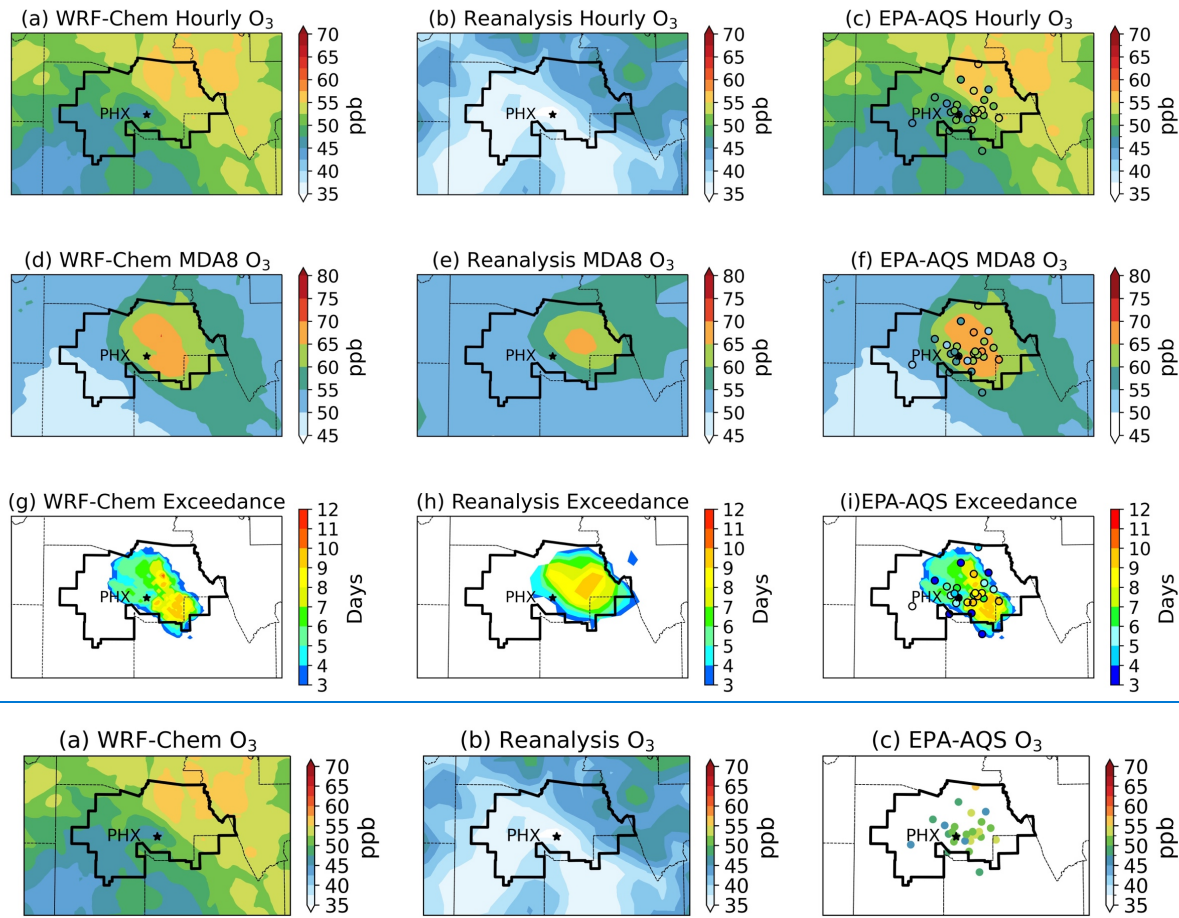 (a) WRF-Chem Hourly O₃
PHX
70
65
60
55
50
45
40
35
ppb
(b) Reanalysis Hourly O₃
PHX
70
65
60
55
50
45
40
35
ppb
(c) EPA-AQS Hourly O₃
PHX
70
65
60
55
50
45
40
35
ppb
(d) WRF-Chem MDA8 O₃
PHX
80
75
70
65
60
55
50
45
ppb
(e) Reanalysis MDA8 O₃
PHX
80
75
70
65
60
55
50
45
ppb
(f) EPA-AQS MDA8 O₃
PHX
80
75
70
65
60
55
50
45
ppb
(g) WRF-Chem Exceedance
PHX
12
11
10
9
8
7
6
5
4
3
Days
(h) Reanalysis Exceedance
PHX
12
11
10
9
8
7
6
5
4
3
Days
(i)EPA-AQS Exceedance
PHX
12
11
10
9
8
7
6
5
4
3
Days
(a) WRF-Chem O₃
PHX
70
65
60
55
50
45
40
35
ppb
(b) Reanalysis O₃
PHX
70
65
60
55
50
45
40
35
ppb
(c) EPA-AQS O₃
PHX
70
65
60
55
50
45
40
35
ppb